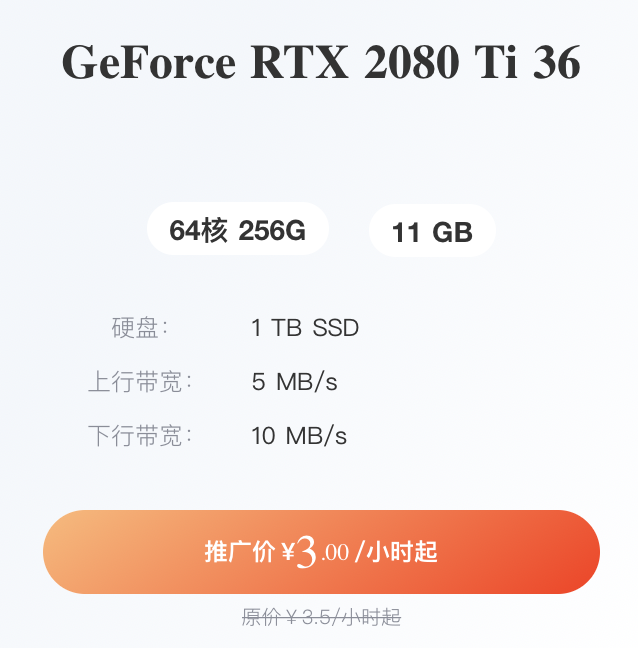 GeForce RTX 2080 Ti 36
64核 256G 11 GB
硬盘： 1 TB SSD
上行带宽： 5 MB/s
下行带宽： 10 MB/s
推广价 ¥3.00 /小时起
原价￥3.5/小时起